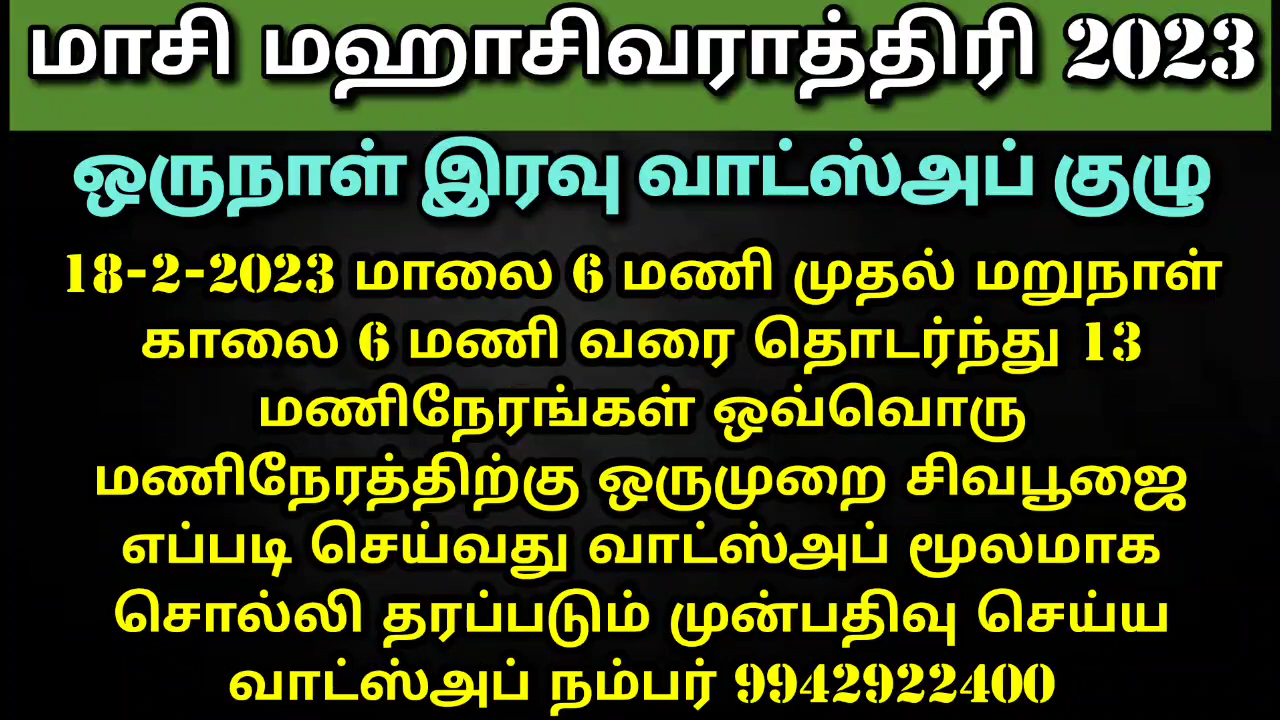 மாசி மஹாசிவராத்திரி 2023
ஒருநாள் இரவு வாட்ஸ்அப் குழு
18-2-2023 மாலை 6 மணி முதல் மறுநாள்
காலை 6 மணி வரை தொடர்ந்து 13
மணிநேரங்கள் ஒவ்வொரு
மணிநேரத்திற்கு ஒருமுறை சிவபூஜை
எப்படி செய்வது வாட்ஸ்அப் மூலமாக
சொல்லி தரப்படும் முன்பதிவு செய்ய
வாட்ஸ்அப் நம்பர் 9942922400